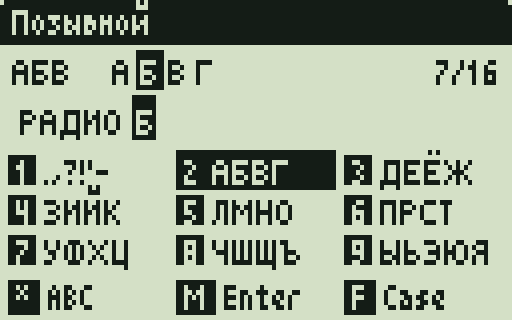 Позывной
АБВ А Б В Г 7/16
РАДИО Б
1 .,?!"- 2 АБВГ 3 ДЕЁЖ
4 ЗИЙК 5 ЛМНО 6 ПРСТ
7 УФХЦ 8 ЧШЩЪ 9 ЫЬЭЮЯ
* ABC M Enter F Case